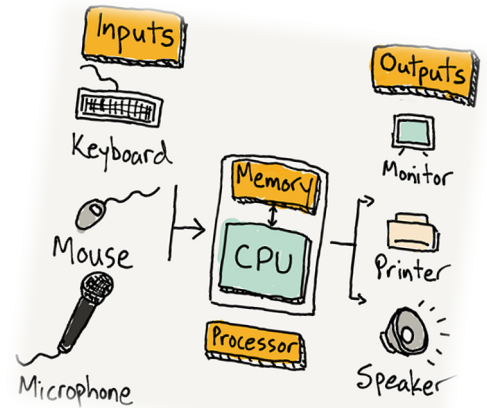 Inputs
Keyboard
Mouse
Microphone
Memory
CPU
Processor
Outputs
Monitor
Printer
Speaker